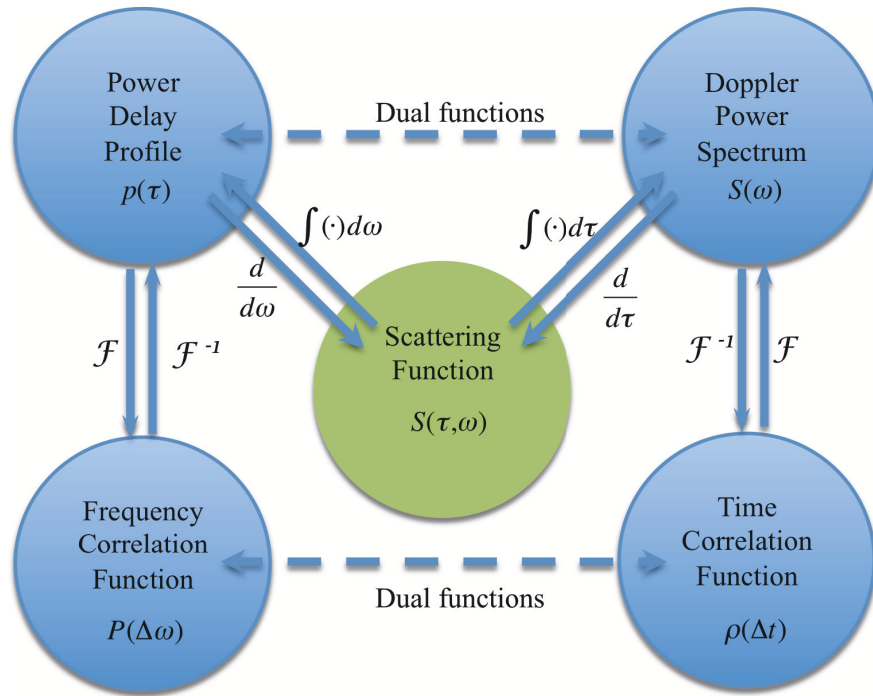 Power
Delay
Profile
p(τ)
Dual functions
Doppler
Power
Spectrum
S(ω)
∫(·)dω
d
dω
∫(·)dτ
d
dτ
Scattering
Function
S(τ,ω)
ℱ
ℱ -1
ℱ -1
ℱ
Frequency
Correlation
Function
P(Δω)
Dual functions
Time
Correlation
Function
ρ(Δt)